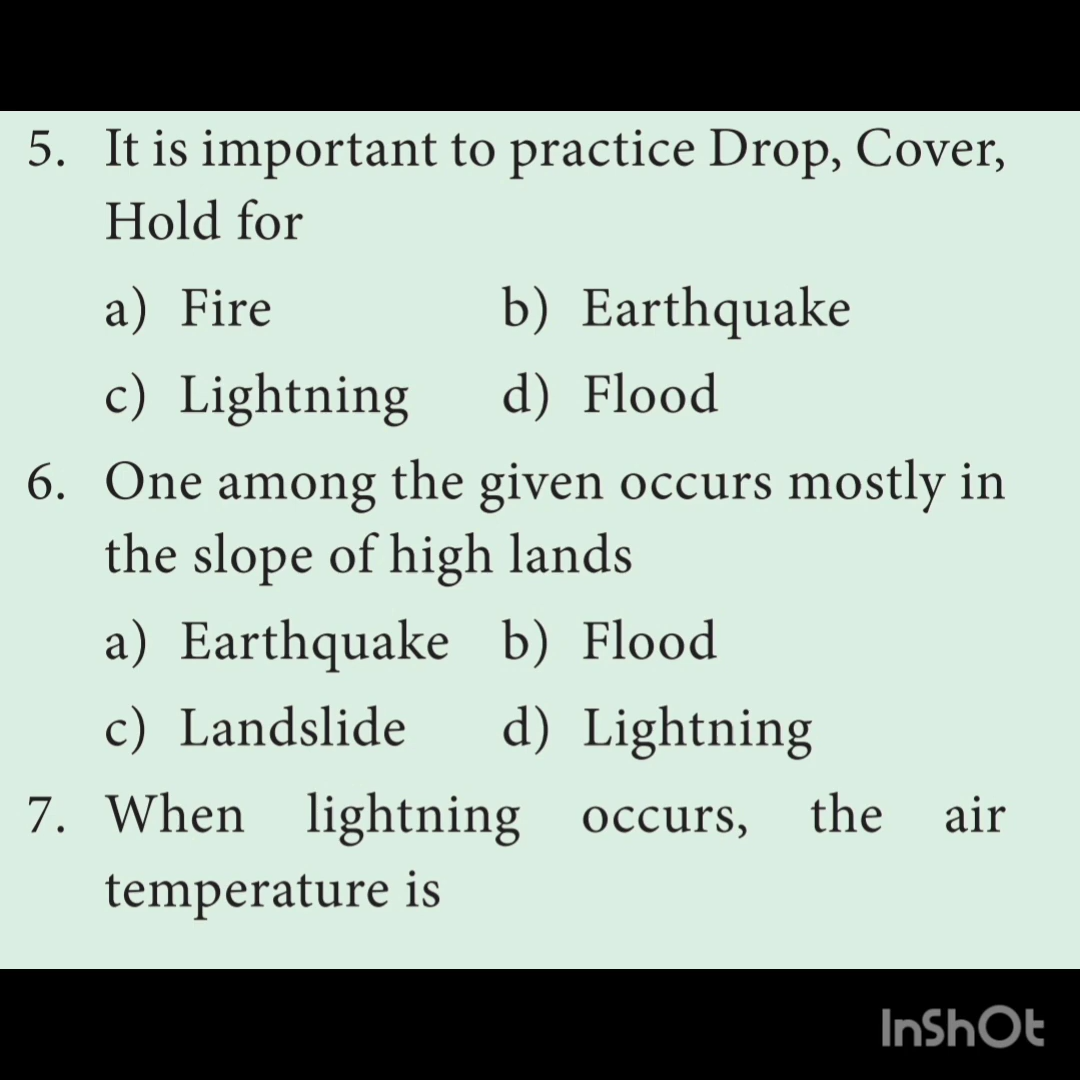 5. It is important to practice Drop, Cover,
Hold for
a) Fire b) Earthquake
c) Lightning d) Flood
6. One among the given occurs mostly in
the slope of high lands
a) Earthquake b) Flood
c) Landslide d) Lightning
7. When lightning occurs, the air
temperature is
InShOt